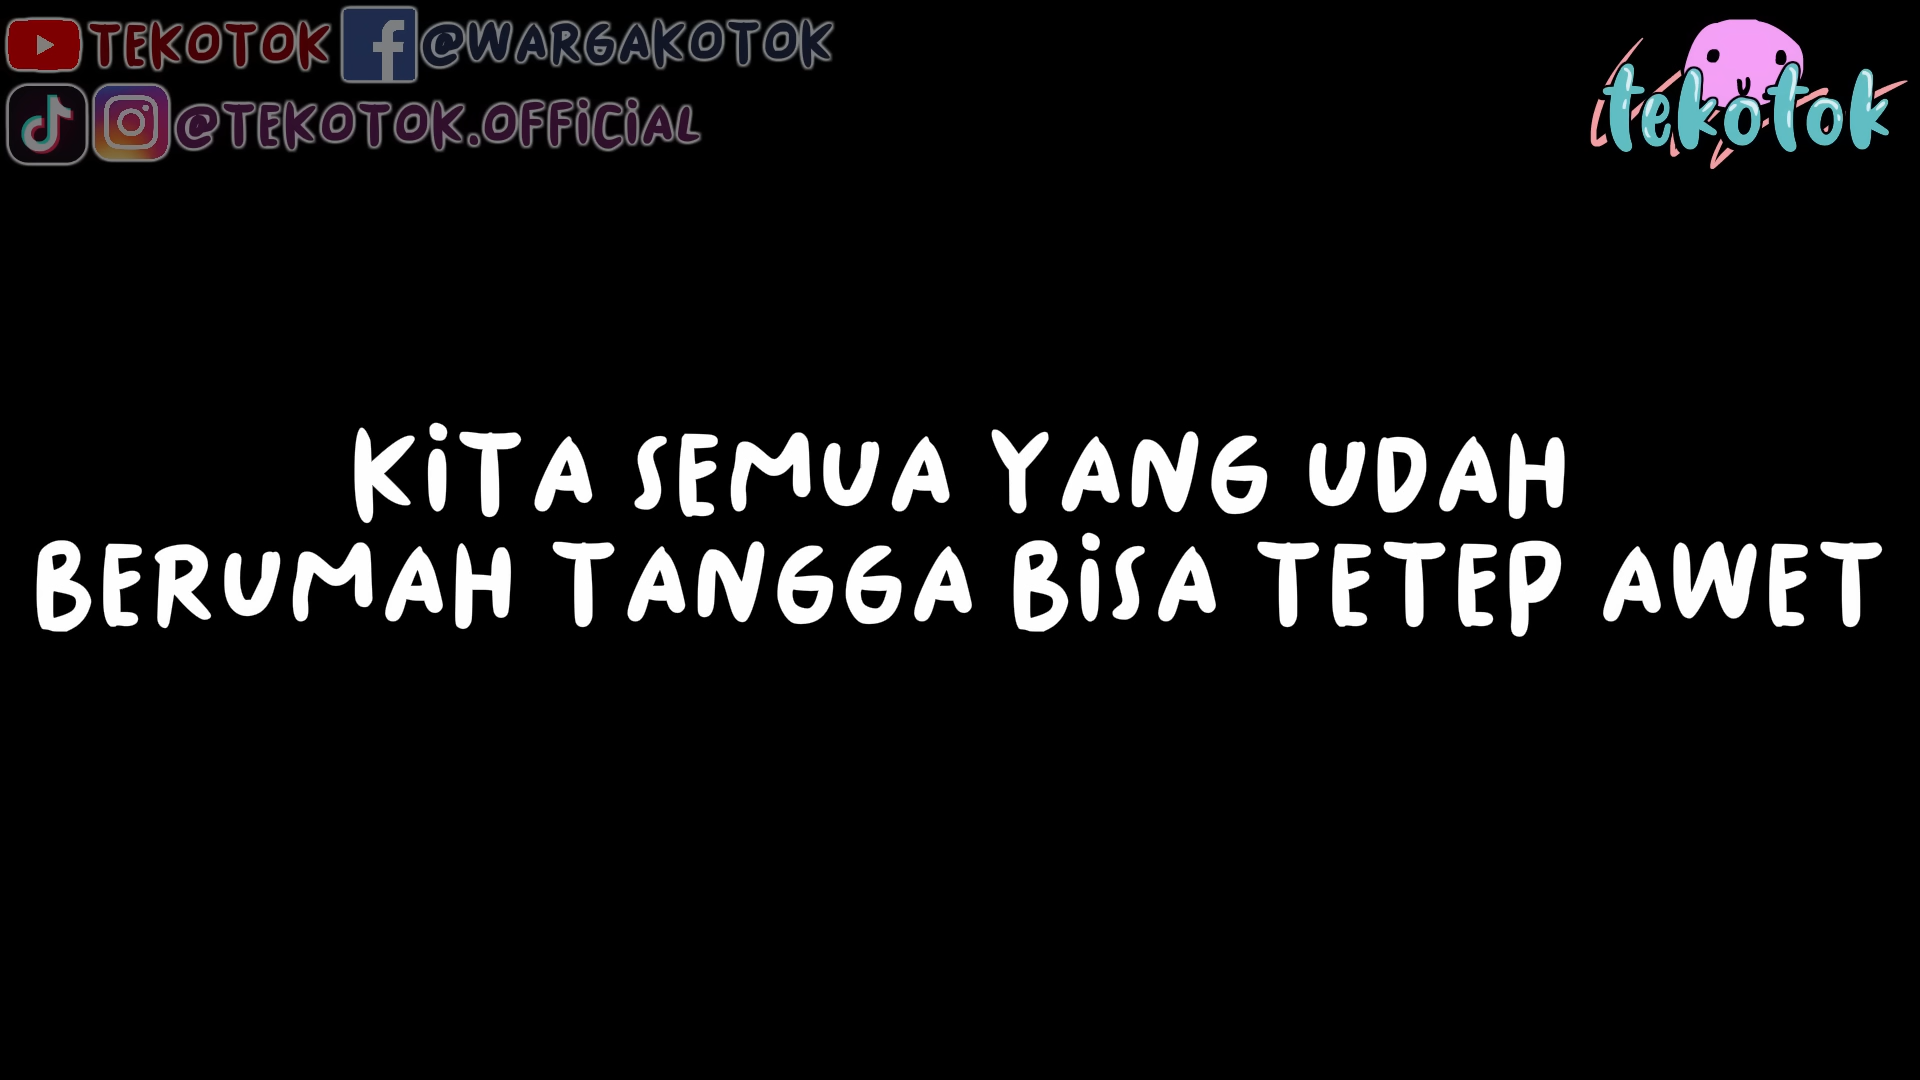 TEKOTOK @WARGAKOTOK
@TEKOTOK.OFFICIAL
tekotok
KITA SEMUA YANG UDAH
BERUMAH TANGGA BISA TETEP AWET